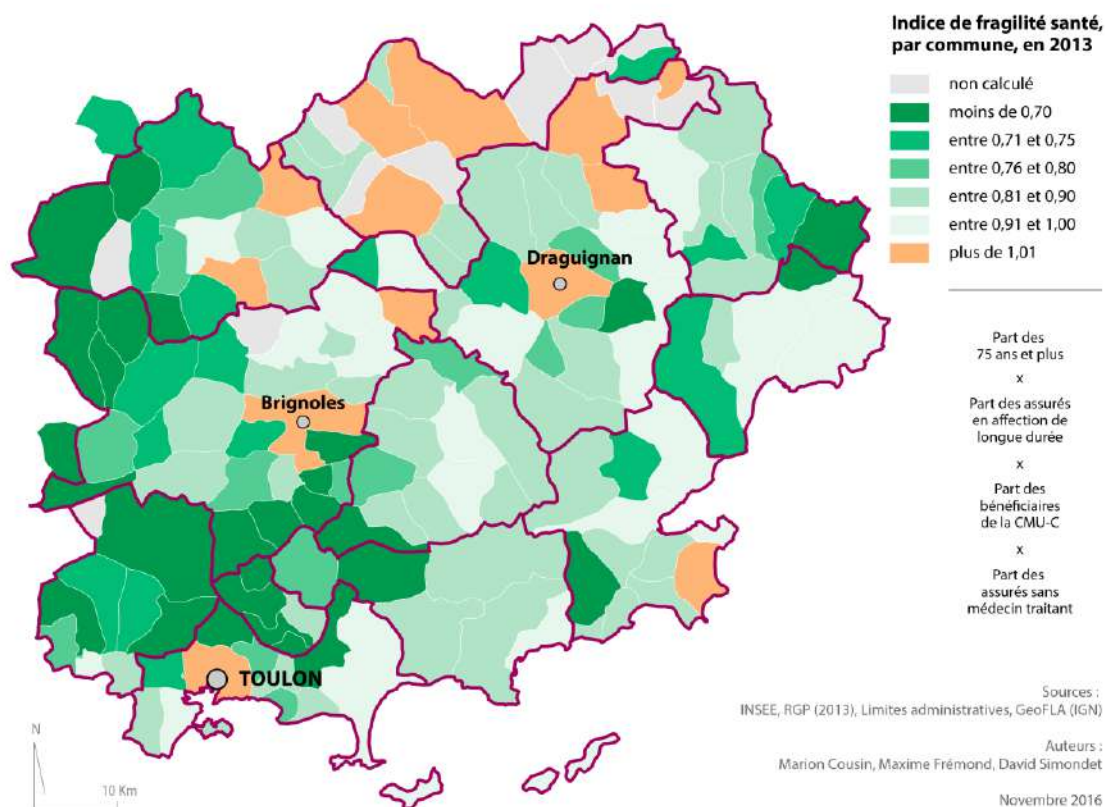 Indice de fragilité santé,
par commune, en 2013
non calculé
moins de 0,70
entre 0,71 et 0,75
entre 0,76 et 0,80
entre 0,81 et 0,90
entre 0,91 et 1,00
plus de 1,01
Draguignan
Brignoles
TOULON
Part des
75 ans et plus
x
Part des assurés
en affection de
longue durée
x
Part des
bénéficiaires
de la CMU-C
x
Part des
assurés sans
médecin traitant
N
10 Km
Sources :
INSEE, RGP (2013), Limites administratives, GeoFLA (IGN)
Auteurs :
Marion Cousin, Maxime Frémond, David Simondet
Novembre 2016